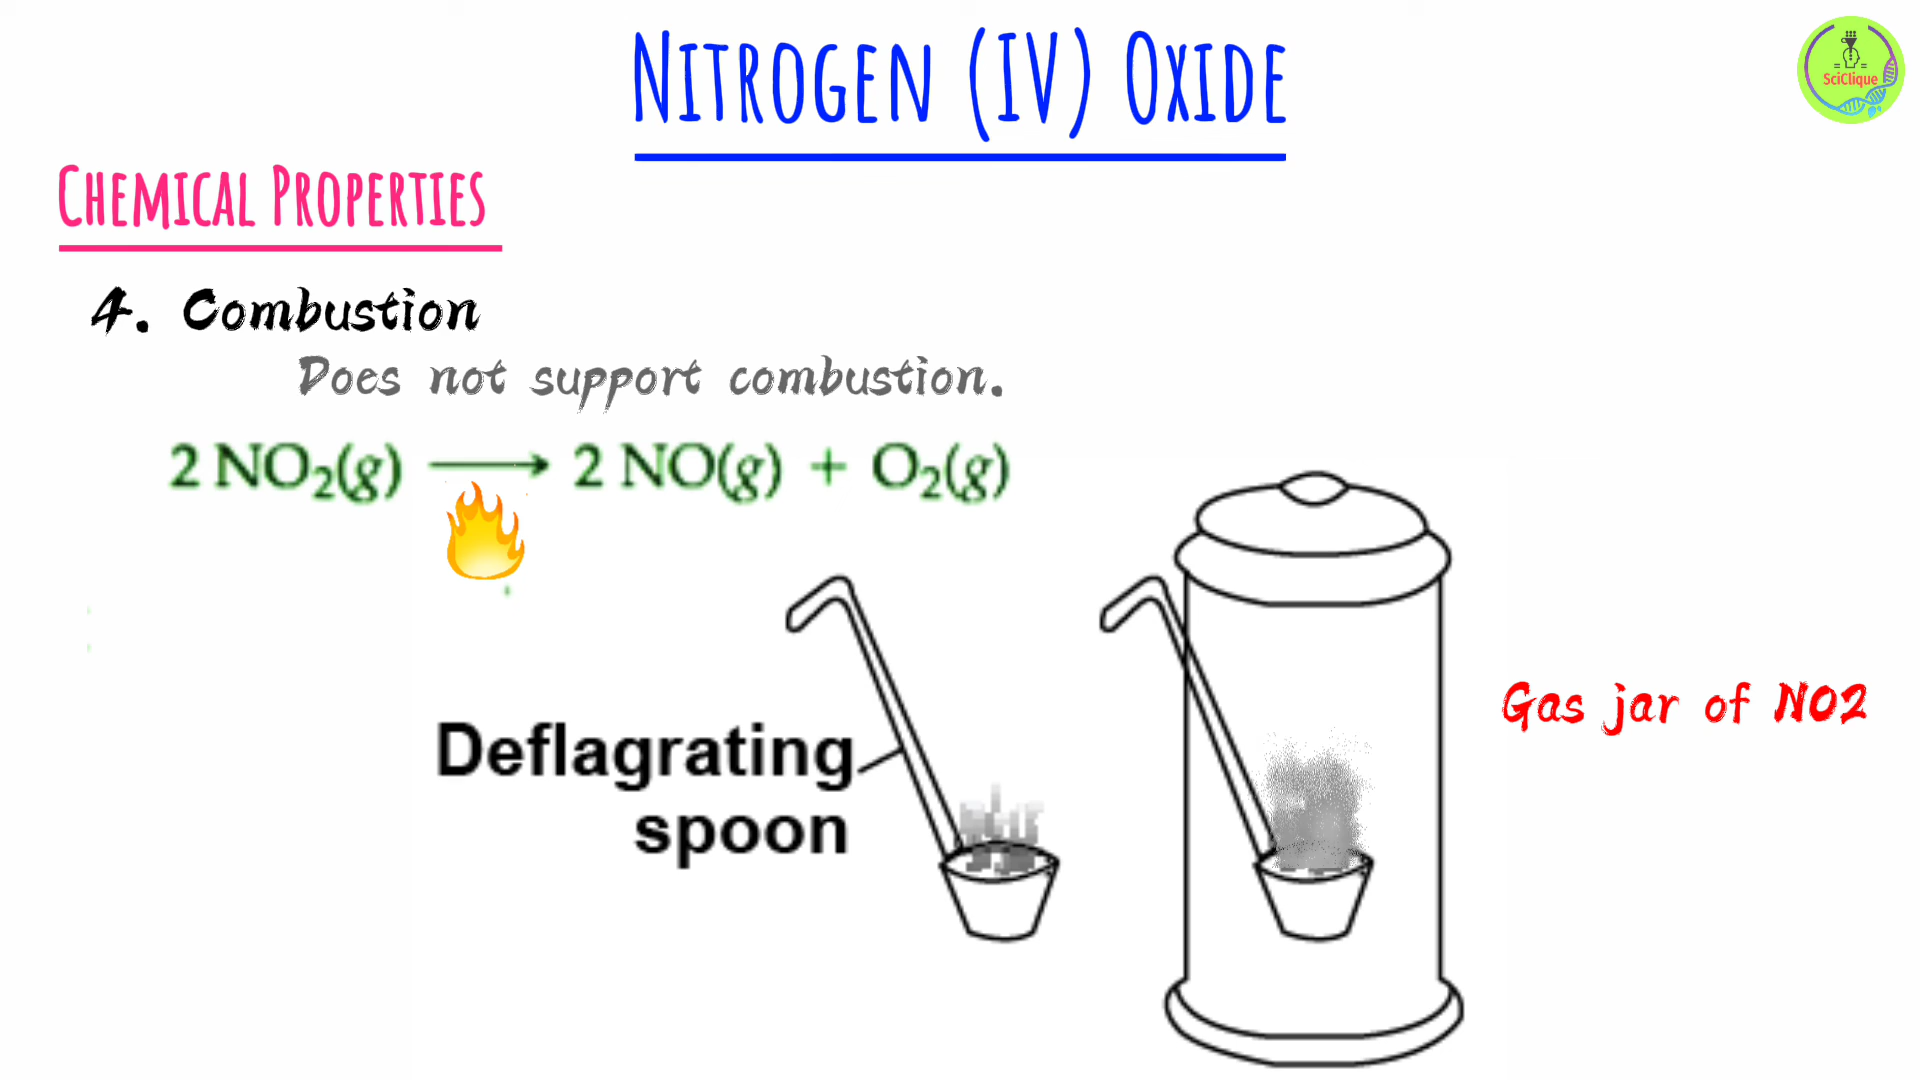 Nitrogen (IV) Oxide
SciClique
Chemical Properties
4. Combustion
Does not support combustion.
2 NO₂(g) ⟶ 2 NO(g) + O₂(g)
Gas jar of NO2
Deflagrating
spoon